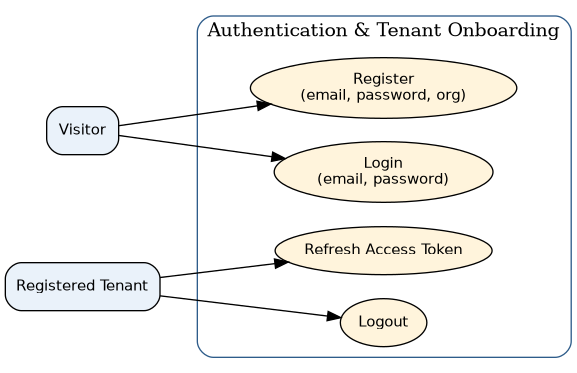 Authentication & Tenant Onboarding
Register
(email, password, org)
Visitor
Login
(email, password)
Refresh Access Token
Registered Tenant
Logout